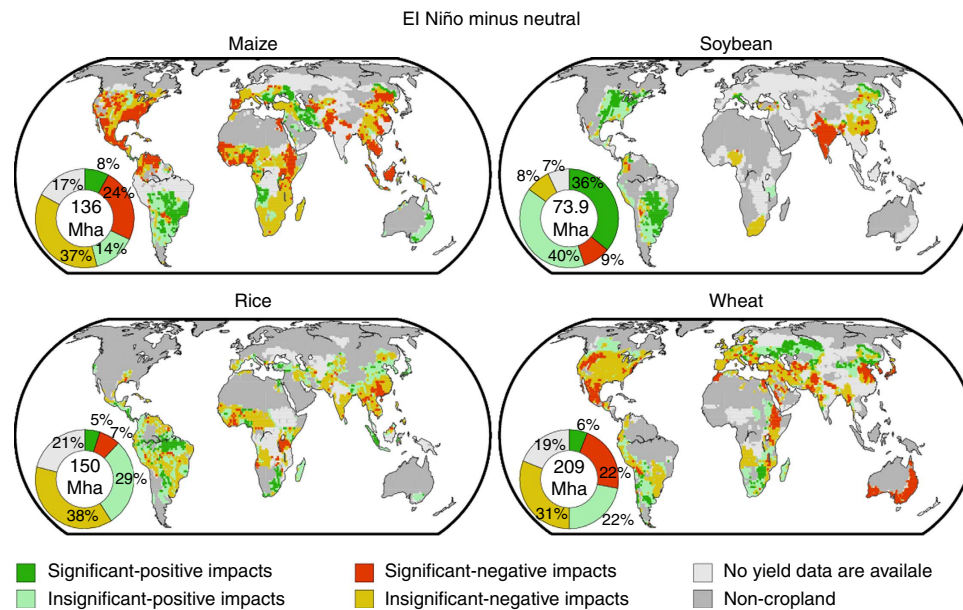 El Niño minus neutral
Maize
Soybean
8%
24%
14%
37%
17%
136
Mha
36%
9%
40%
8%
7%
73.9
Mha
Rice
Wheat
5%
7%
29%
38%
21%
150
Mha
6%
22%
22%
31%
19%
209
Mha
Significant-positive impacts
Significant-negative impacts
No yield data are availale
Insignificant-positive impacts
Insignificant-negative impacts
Non-cropland